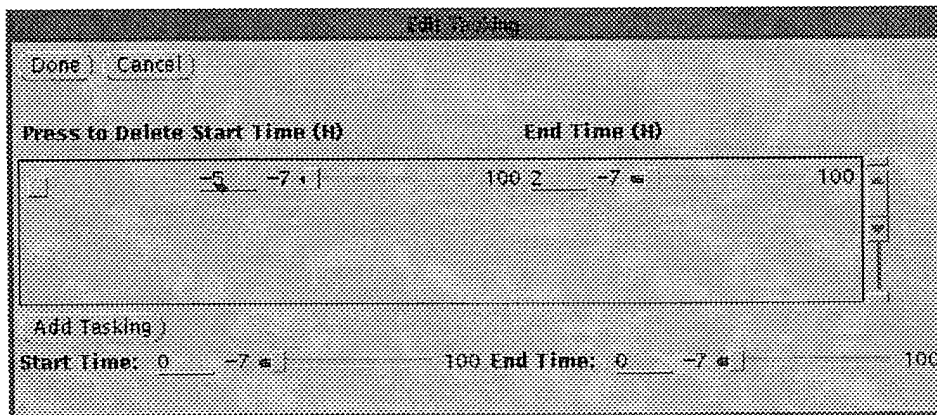 Edit Tasking
Done Cancel
Press to Delete Start Time (H) End Time (H)
-5 -7 100 2 -7 100
Add Tasking
Start Time: 0 -7 100 End Time: 0 -7 100